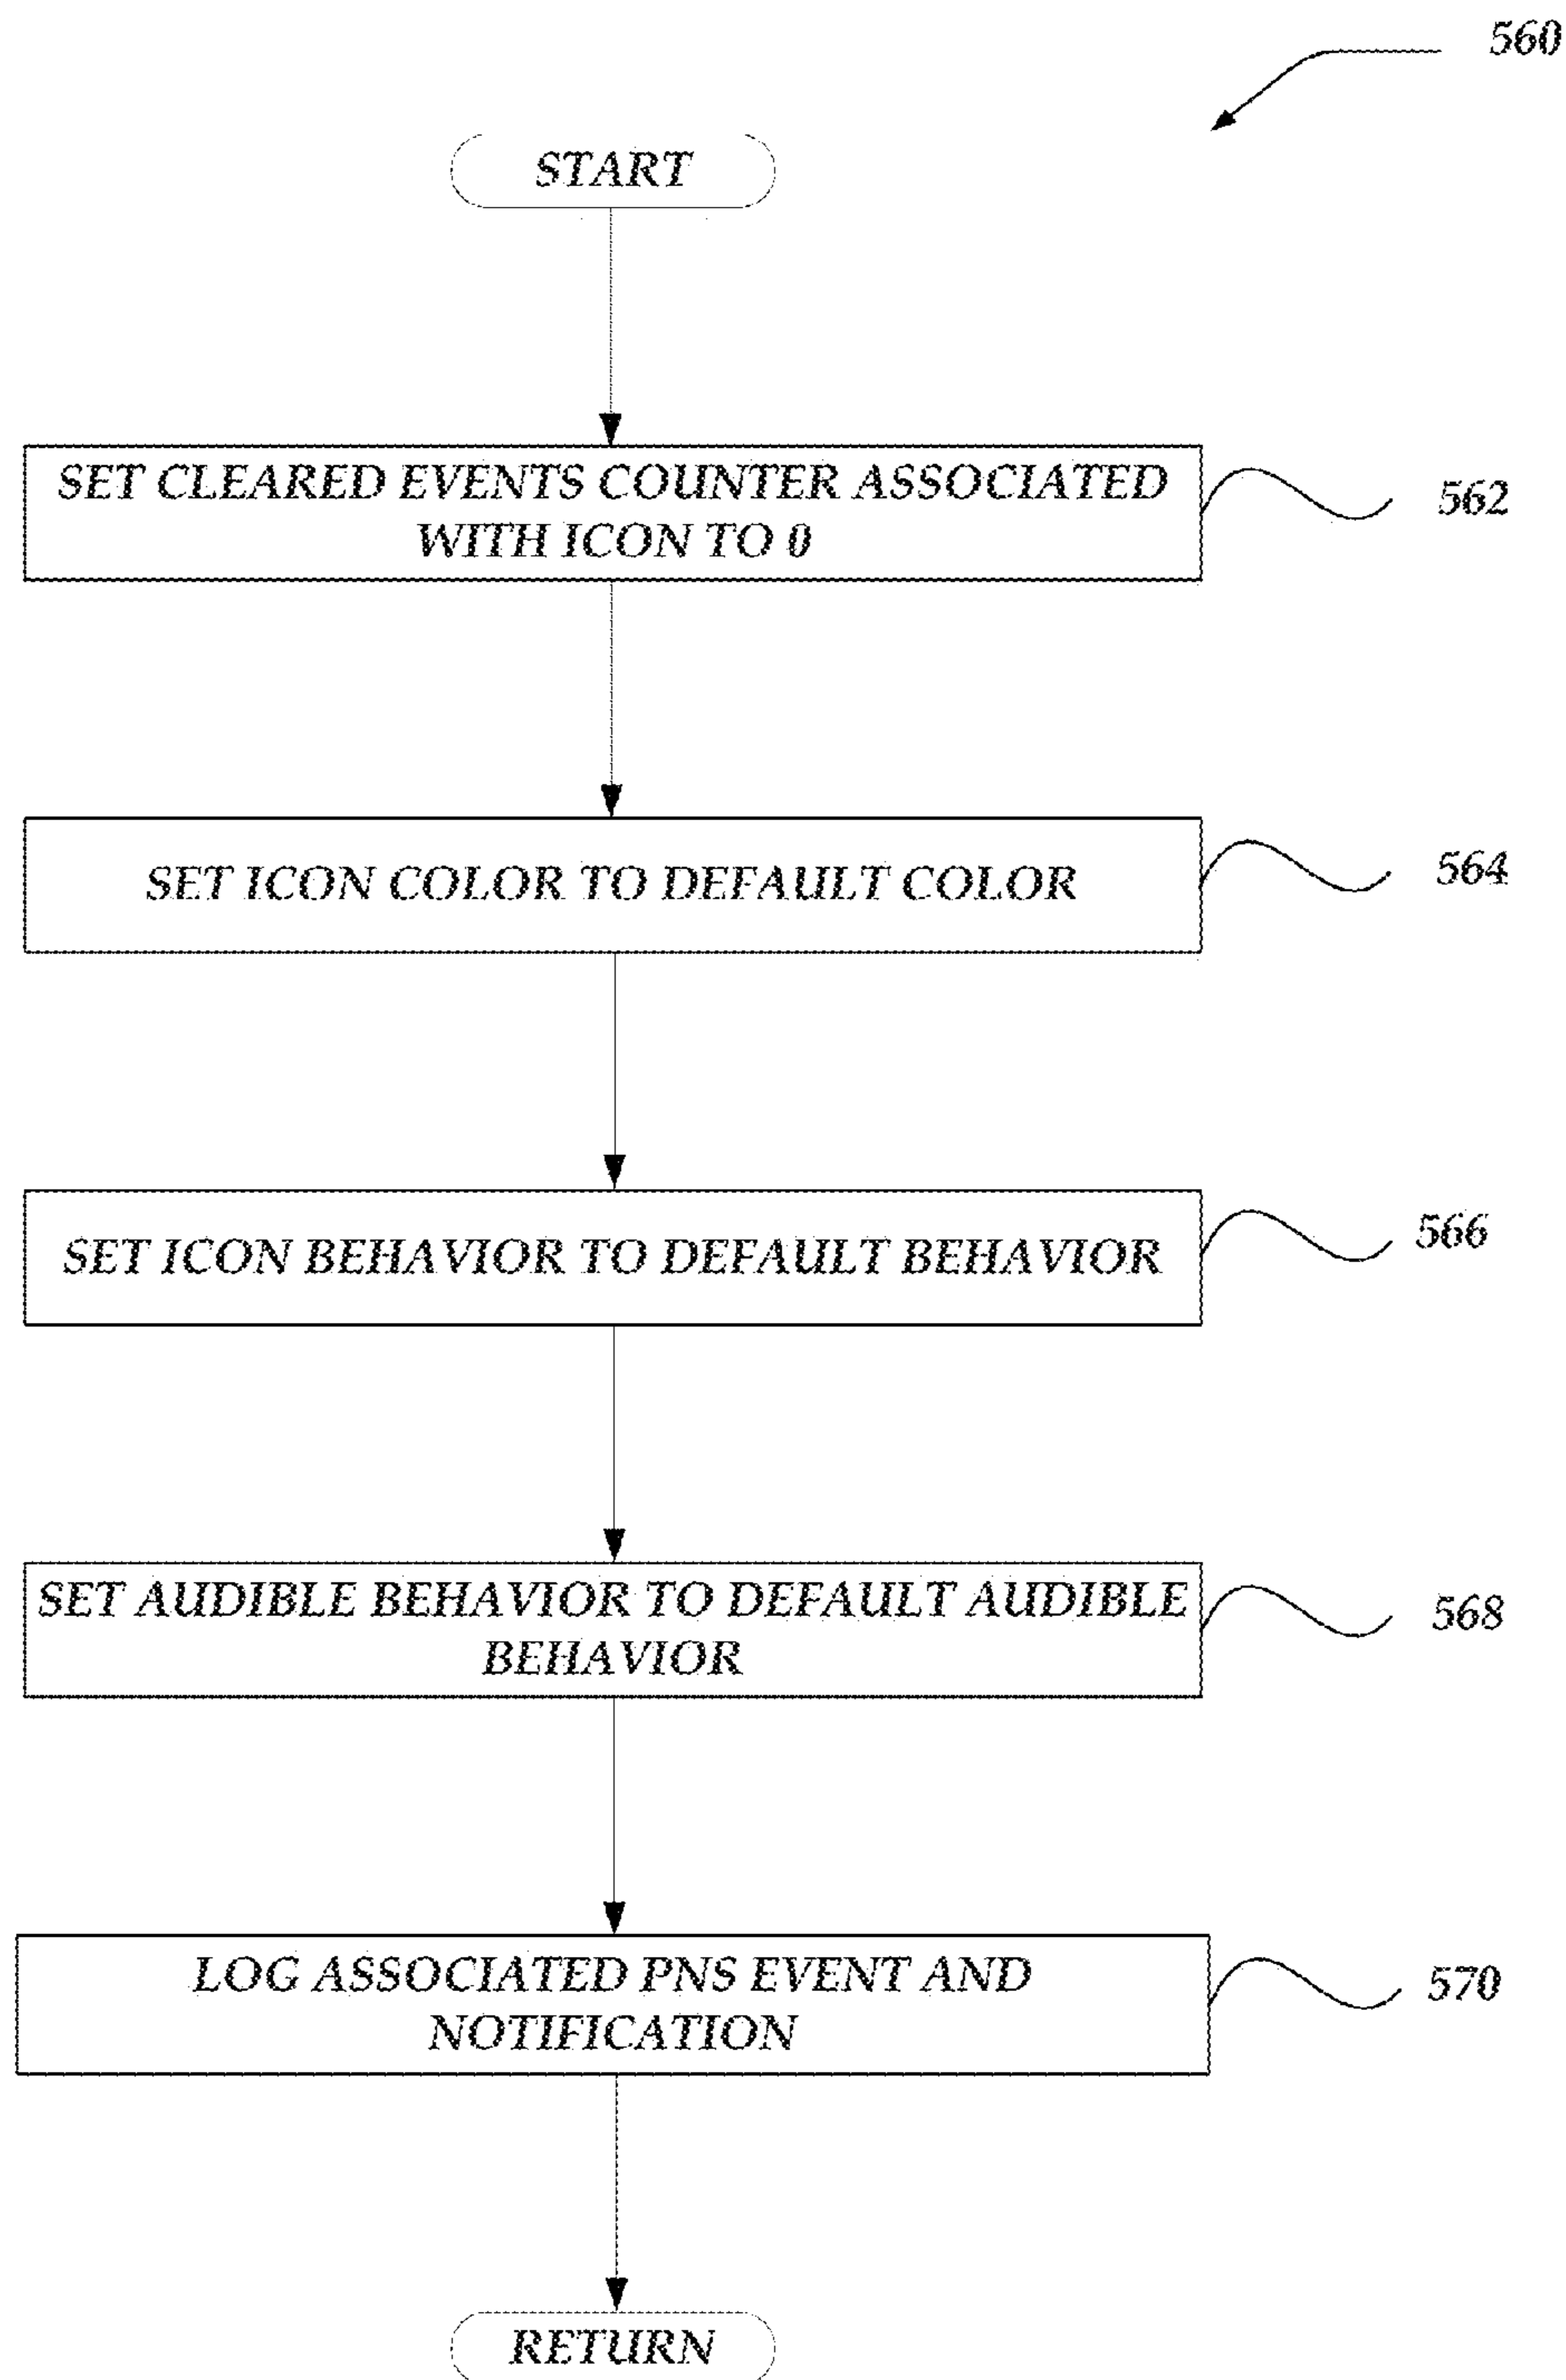 560
START
SET CLEARED EVENTS COUNTER ASSOCIATED
WITH ICON TO 0
562
SET ICON COLOR TO DEFAULT COLOR
564
SET ICON BEHAVIOR TO DEFAULT BEHAVIOR
566
SET AUDIBLE BEHAVIOR TO DEFAULT AUDIBLE
BEHAVIOR
568
LOG ASSOCIATED PNS EVENT AND
NOTIFICATION
570
RETURN